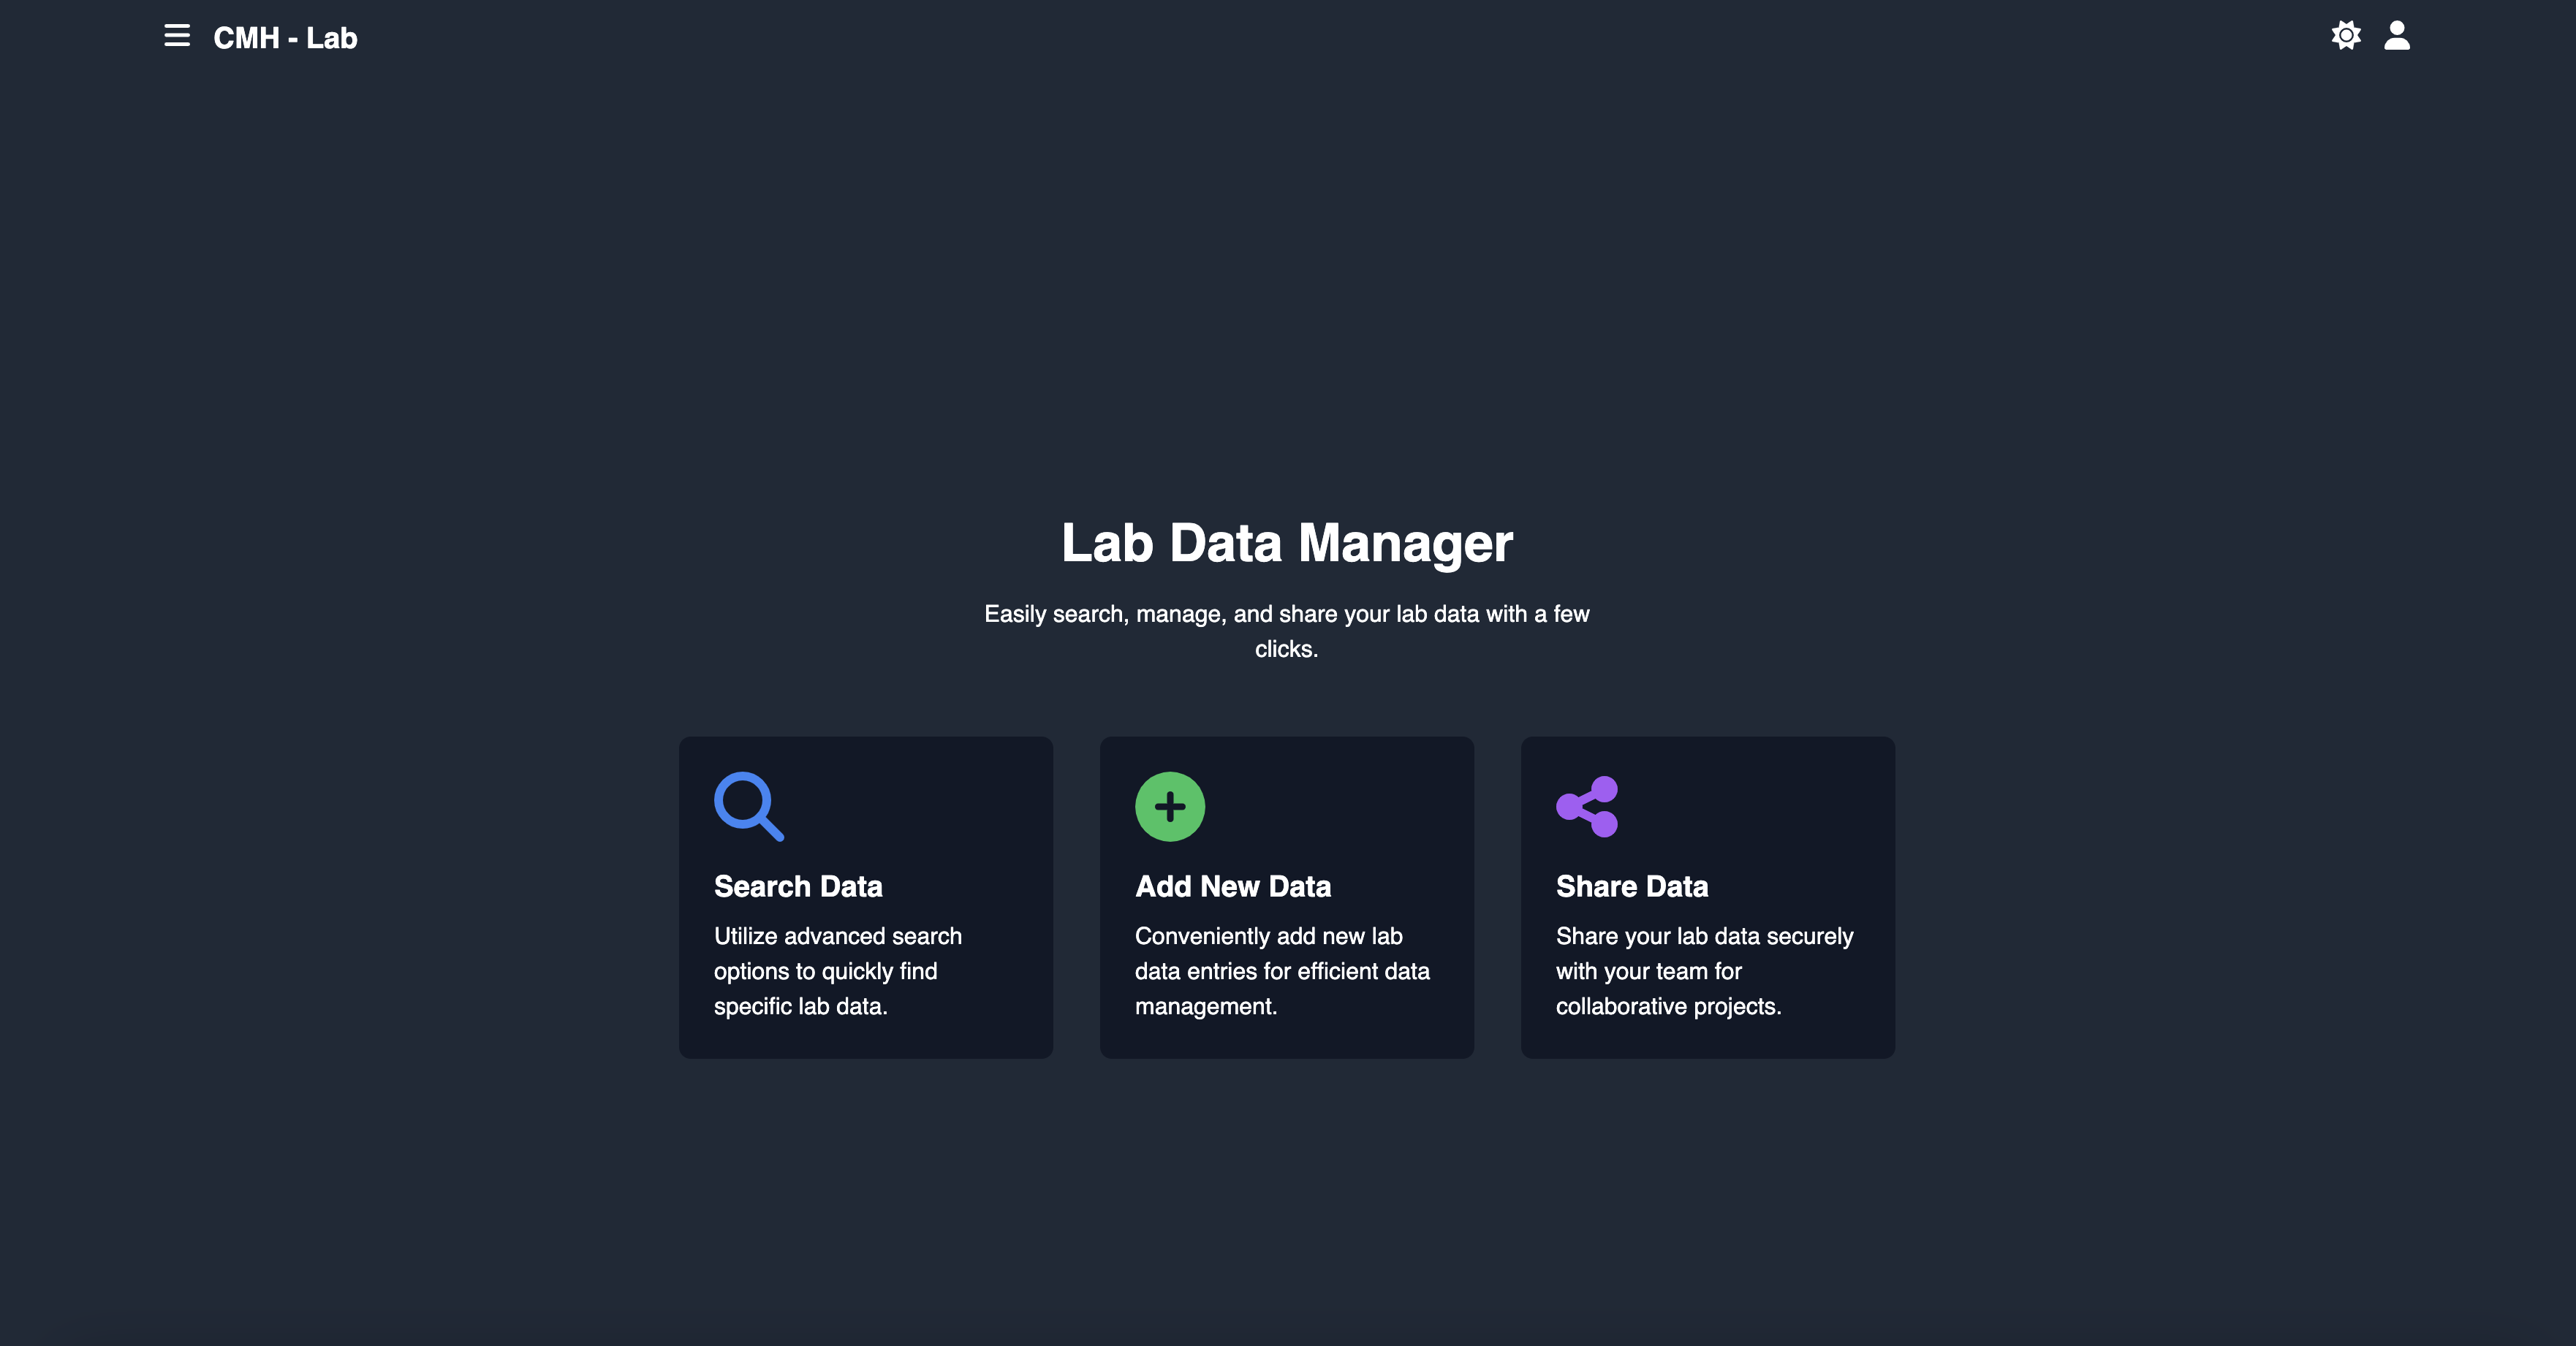 CMH - Lab
Lab Data Manager
Easily search, manage, and share your lab data with a few
clicks.
Search Data
Utilize advanced search
options to quickly find
specific lab data.
Add New Data
Conveniently add new lab
data entries for efficient data
management.
Share Data
Share your lab data securely
with your team for
collaborative projects.